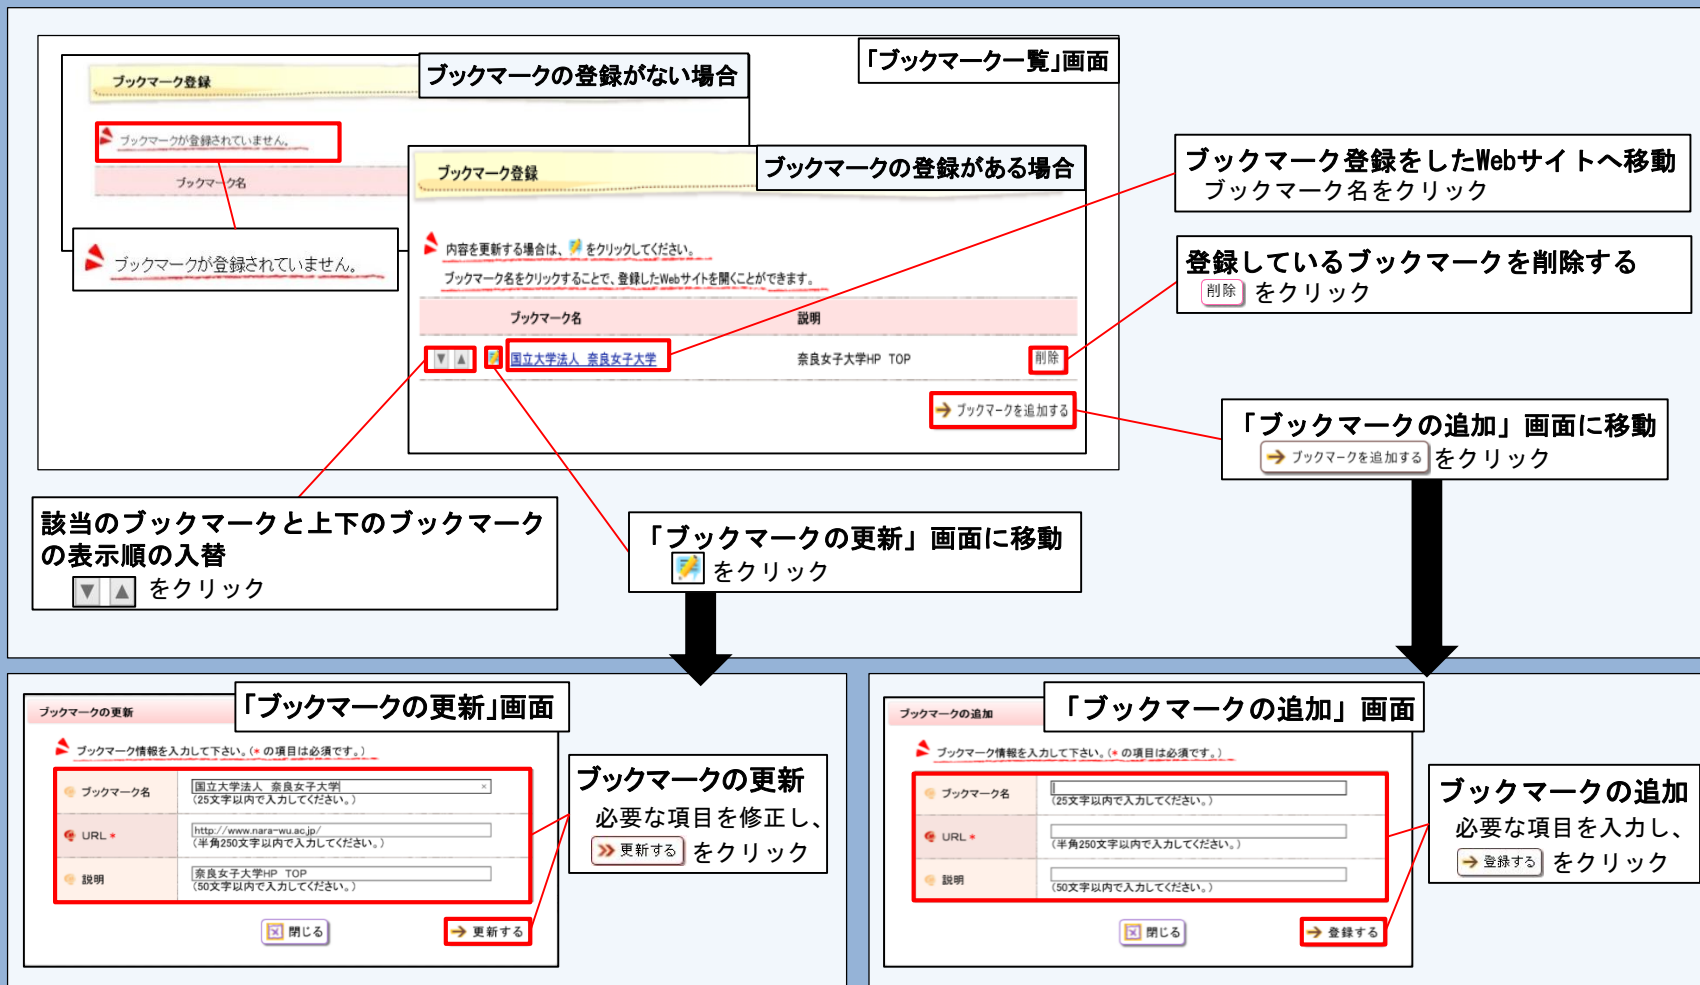 「ブックマーク一覧」画面
ブックマークの登録がない場合
ブックマーク登録
ブックマークが登録されていません。
ブックマーク名
ブックマークが登録されていません。
ブックマークの登録がある場合
ブックマーク登録
内容を更新する場合は、をクリックしてください。
ブックマーク名をクリックすることで、登録したWebサイトを開くことができます。
ブックマーク名 説明
▼ ▲ 国立大学法人 奈良女子大学 奈良女子大学HP TOP 削除
→ ブックマークを追加する
ブックマーク登録をしたWebサイトへ移動
ブックマーク名をクリック
登録しているブックマークを削除する
削除 をクリック
「ブックマークの追加」画面に移動
→ ブックマークを追加する をクリック
該当のブックマークと上下のブックマーク
の表示順の入替
▼ ▲ をクリック
「ブックマークの更新」画面に移動
をクリック
「ブックマークの更新」画面
ブックマークの更新
ブックマーク情報を入力して下さい。(* の項目は必須です。)
ブックマーク名 国立大学法人 奈良女子大学 ×
(25文字以内で入力してください。)
URL * http://www.nara-wu.ac.jp/
(半角250文字以内で入力してください。)
説明 奈良女子大学HP TOP
(50文字以内で入力してください。)
閉じる → 更新する
ブックマークの更新
必要な項目を修正し、
更新する をクリック
「ブックマークの追加」画面
ブックマークの追加
ブックマーク情報を入力して下さい。(* の項目は必須です。)
ブックマーク名
(25文字以内で入力してください。)
URL *
(半角250文字以内で入力してください。)
説明
(50文字以内で入力してください。)
閉じる → 登録する
ブックマークの追加
必要な項目を入力し、
→ 登録する をクリック